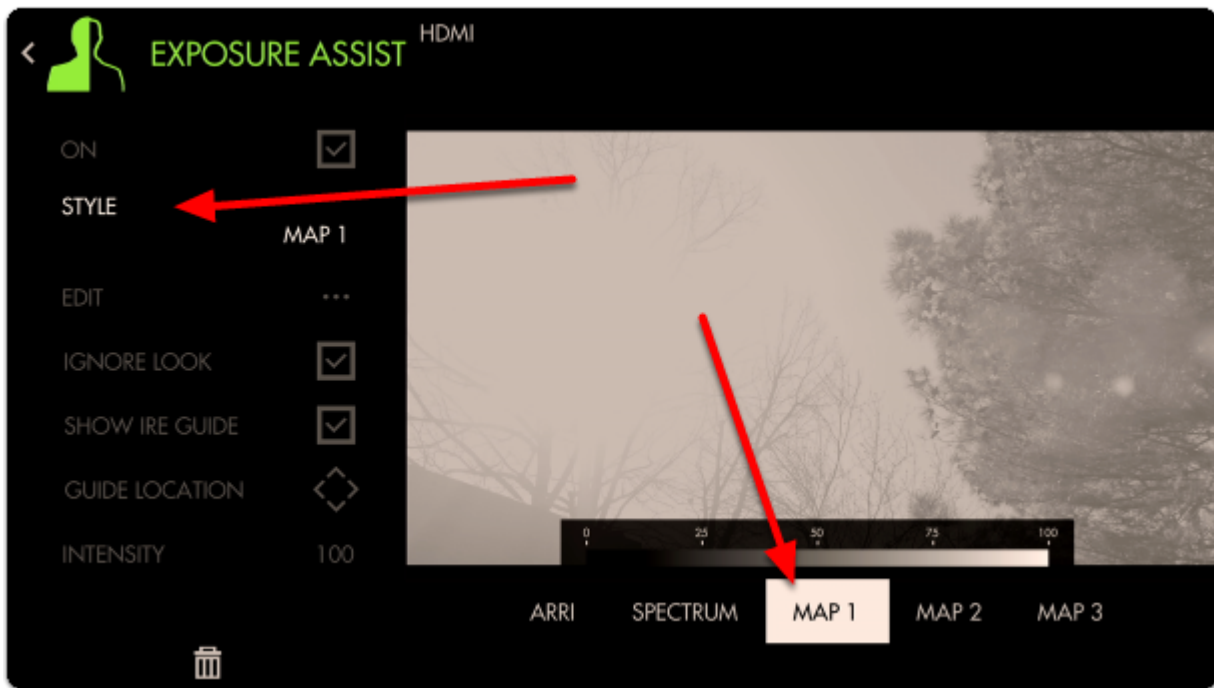 EXPOSURE ASSIST
HDMI
ON
STYLE
MAP 1
EDIT
IGNORE LOOK
SHOW IRE GUIDE
GUIDE LOCATION
INTENSITY 100
0 25 50 75 100
ARRI SPECTRUM MAP 1 MAP 2 MAP 3